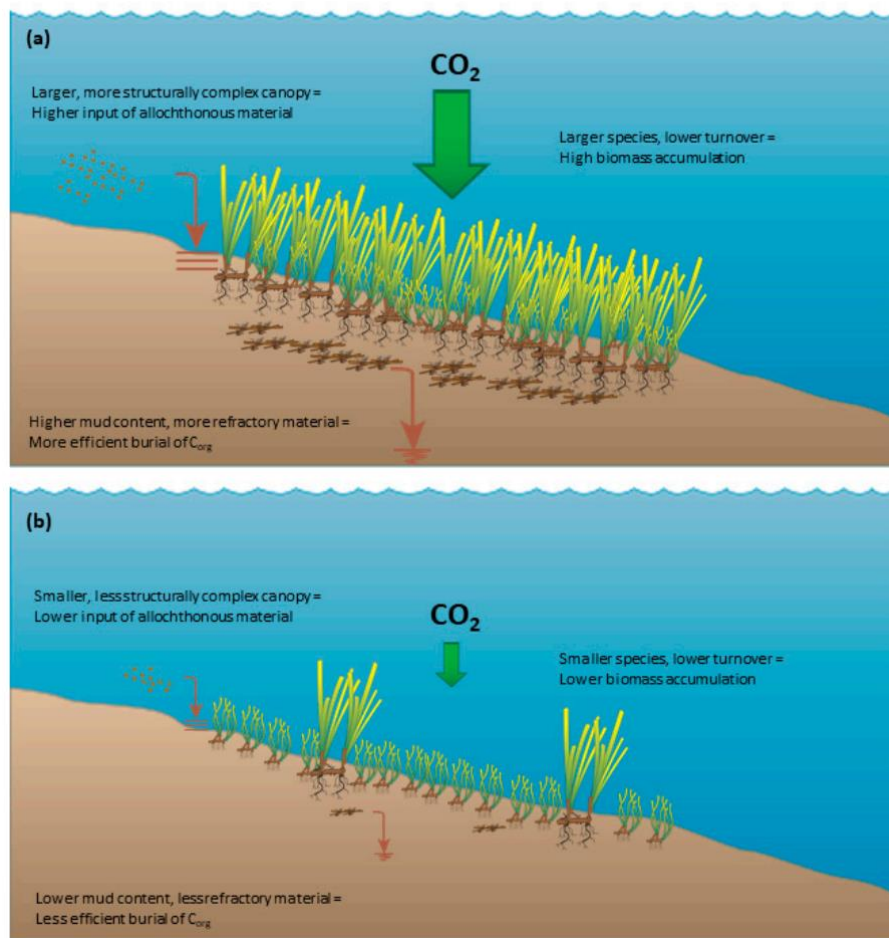 (a)
CO₂
Larger, more structurally complex canopy =
Higher input of allochthonous material
Larger species, lower turnover =
High biomass accumulation
Higher mud content, more refractory material =
More efficient burial of Corg
(b)
Smaller, less structurally complex canopy =
Lower input of allochthonous material
CO₂
Smaller species, lower turnover =
Lower biomass accumulation
Lower mud content, less refractory material =
Less efficient burial of Corg